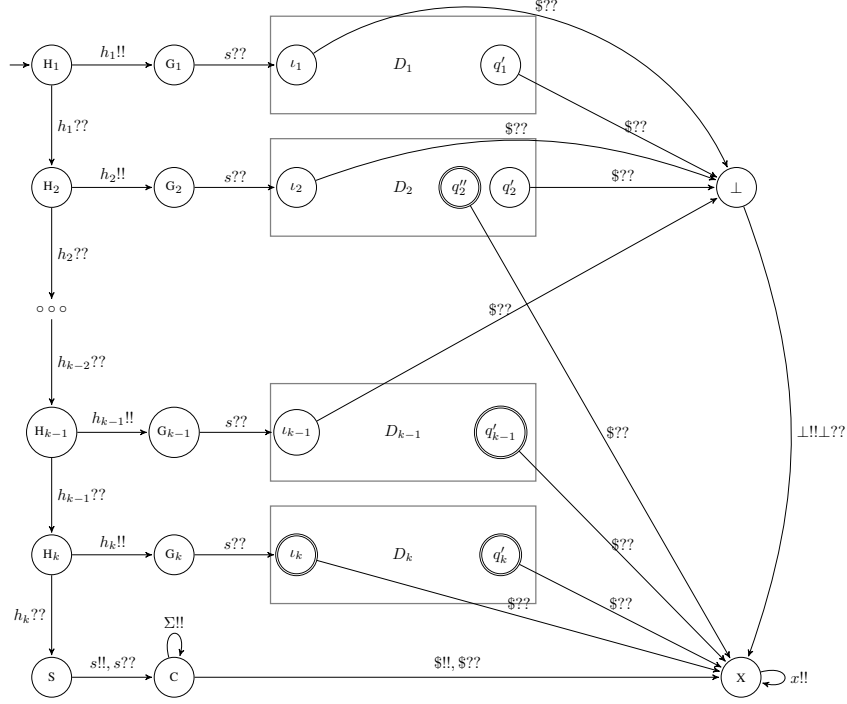 $??
H₁ h₁!! G₁ s?? ι₁ D₁ q′₁
h₁?? $??
$??
H₂ h₂!! G₂ s?? ι₂ D₂ q″₂ q′₂ $?? ⊥
h₂??
$??
h_{k−2}??
H_{k−1} h_{k−1}!! G_{k−1} s?? ι_{k−1} D_{k−1} q′_{k−1} $?? ⊥!!⊥??
h_{k−1}??
H_k h_k!! G_k s?? ι_k D_k q′_k $??
h_k?? $?? $??
Σ!!
S s!!, s?? C $!!, $?? X x!!